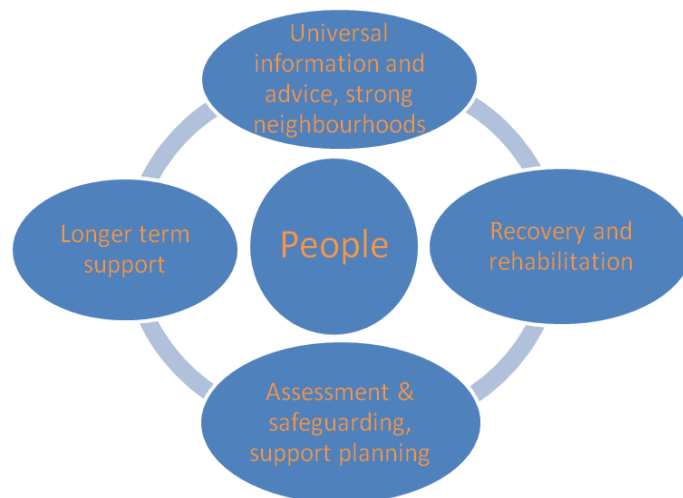 Universal
information and
advice, strong
neighbourhoods
Longer term
support
People
Recovery and
rehabilitation
Assessment &
safeguarding,
support planning